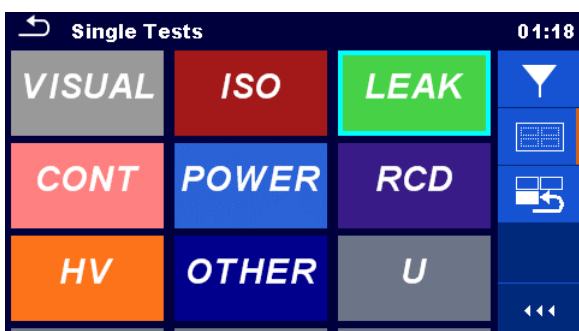 Single Tests 01:18
VISUAL ISO LEAK
CONT POWER RCD
HV OTHER U